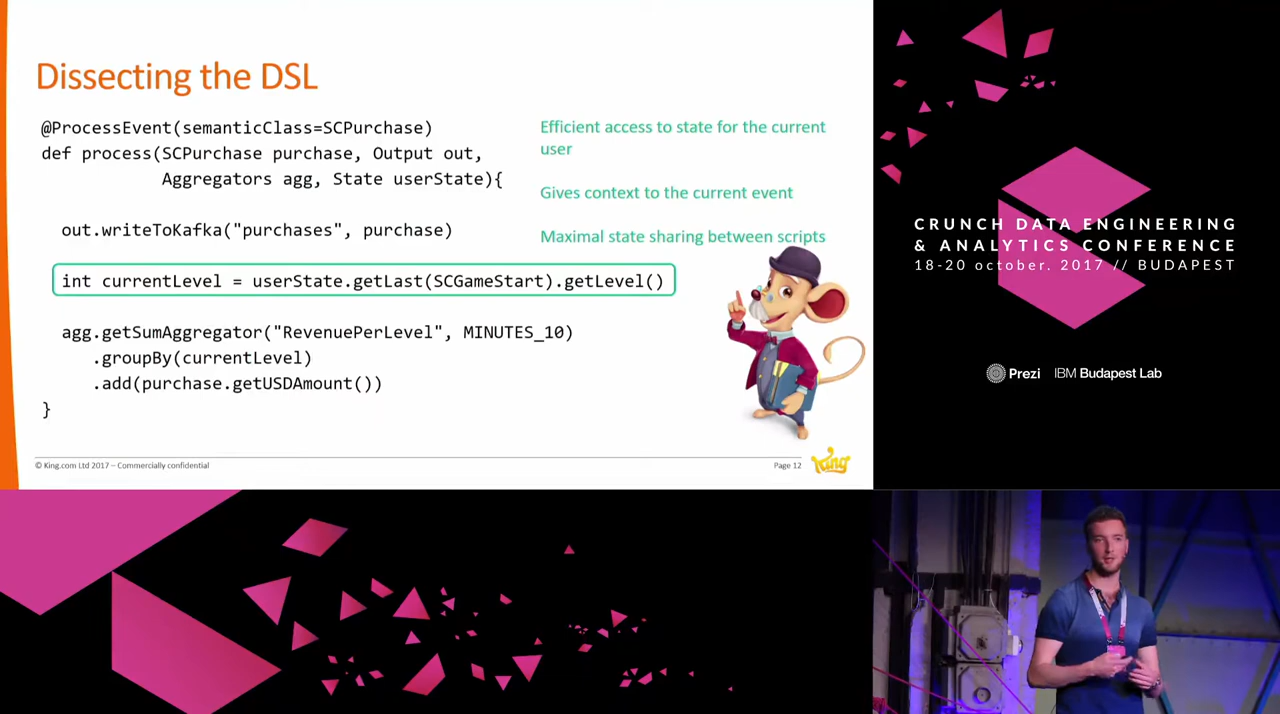 Dissecting the DSL
@ProcessEvent(semanticClass=SCPurchase)
def process(SCPurchase purchase, Output out,
Aggregators agg, State userState){
out.writeToKafka("purchases", purchase)
int currentLevel = userState.getLast(SCGameStart).getLevel()
agg.getSumAggregator("RevenuePerLevel", MINUTES_10)
.groupBy(currentLevel)
.add(purchase.getUSDAmount())
}
Efficient access to state for the current
user
Gives context to the current event
Maximal state sharing between scripts
© King.com Ltd 2017 – Commercially confidential
Page 12
King
CRUNCH DATA ENGINEERING
& ANALYTICS CONFERENCE
18-20 october. 2017 // BUDAPEST
Prezi
IBM Budapest Lab